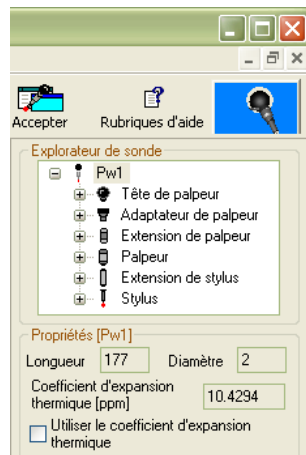 Accepter Rubriques d'aide
Explorateur de sonde
Pw1
Tête de palpeur
Adaptateur de palpeur
Extension de palpeur
Palpeur
Extension de stylus
Stylus
Propriétés [Pw1]
Longueur 177 Diamètre 2
Coefficient d'expansion
thermique [ppm] 10.4294
Utiliser le coefficient d'expansion
thermique